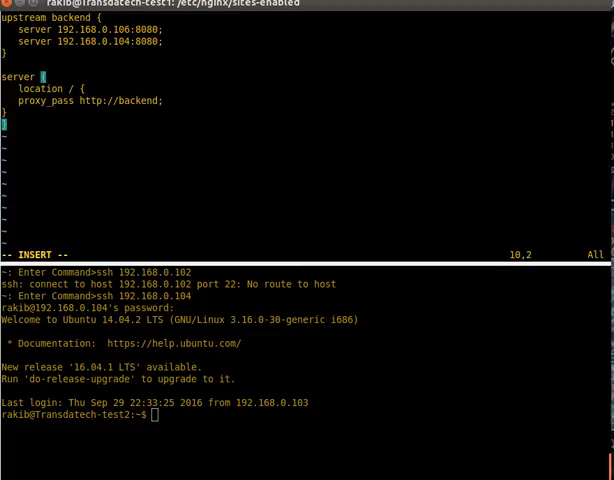 rakib@Transdatech-test1: /etc/nginx/sites-enabled
upstream backend {
server 192.168.0.106:8080;
server 192.168.0.104:8080;
}
server {
location / {
proxy_pass http://backend;
}
}
~
~
~
~
~
~
~
~
~
~
-- INSERT -- 10,2 All
~: Enter Command>ssh 192.168.0.102
ssh: connect to host 192.168.0.102 port 22: No route to host
~: Enter Command>ssh 192.168.0.104
rakib@192.168.0.104's password:
Welcome to Ubuntu 14.04.2 LTS (GNU/Linux 3.16.0-30-generic i686)
* Documentation: https://help.ubuntu.com/
New release '16.04.1 LTS' available.
Run 'do-release-upgrade' to upgrade to it.
Last login: Thu Sep 29 22:33:25 2016 from 192.168.0.103
rakib@Transdatech-test2:~$